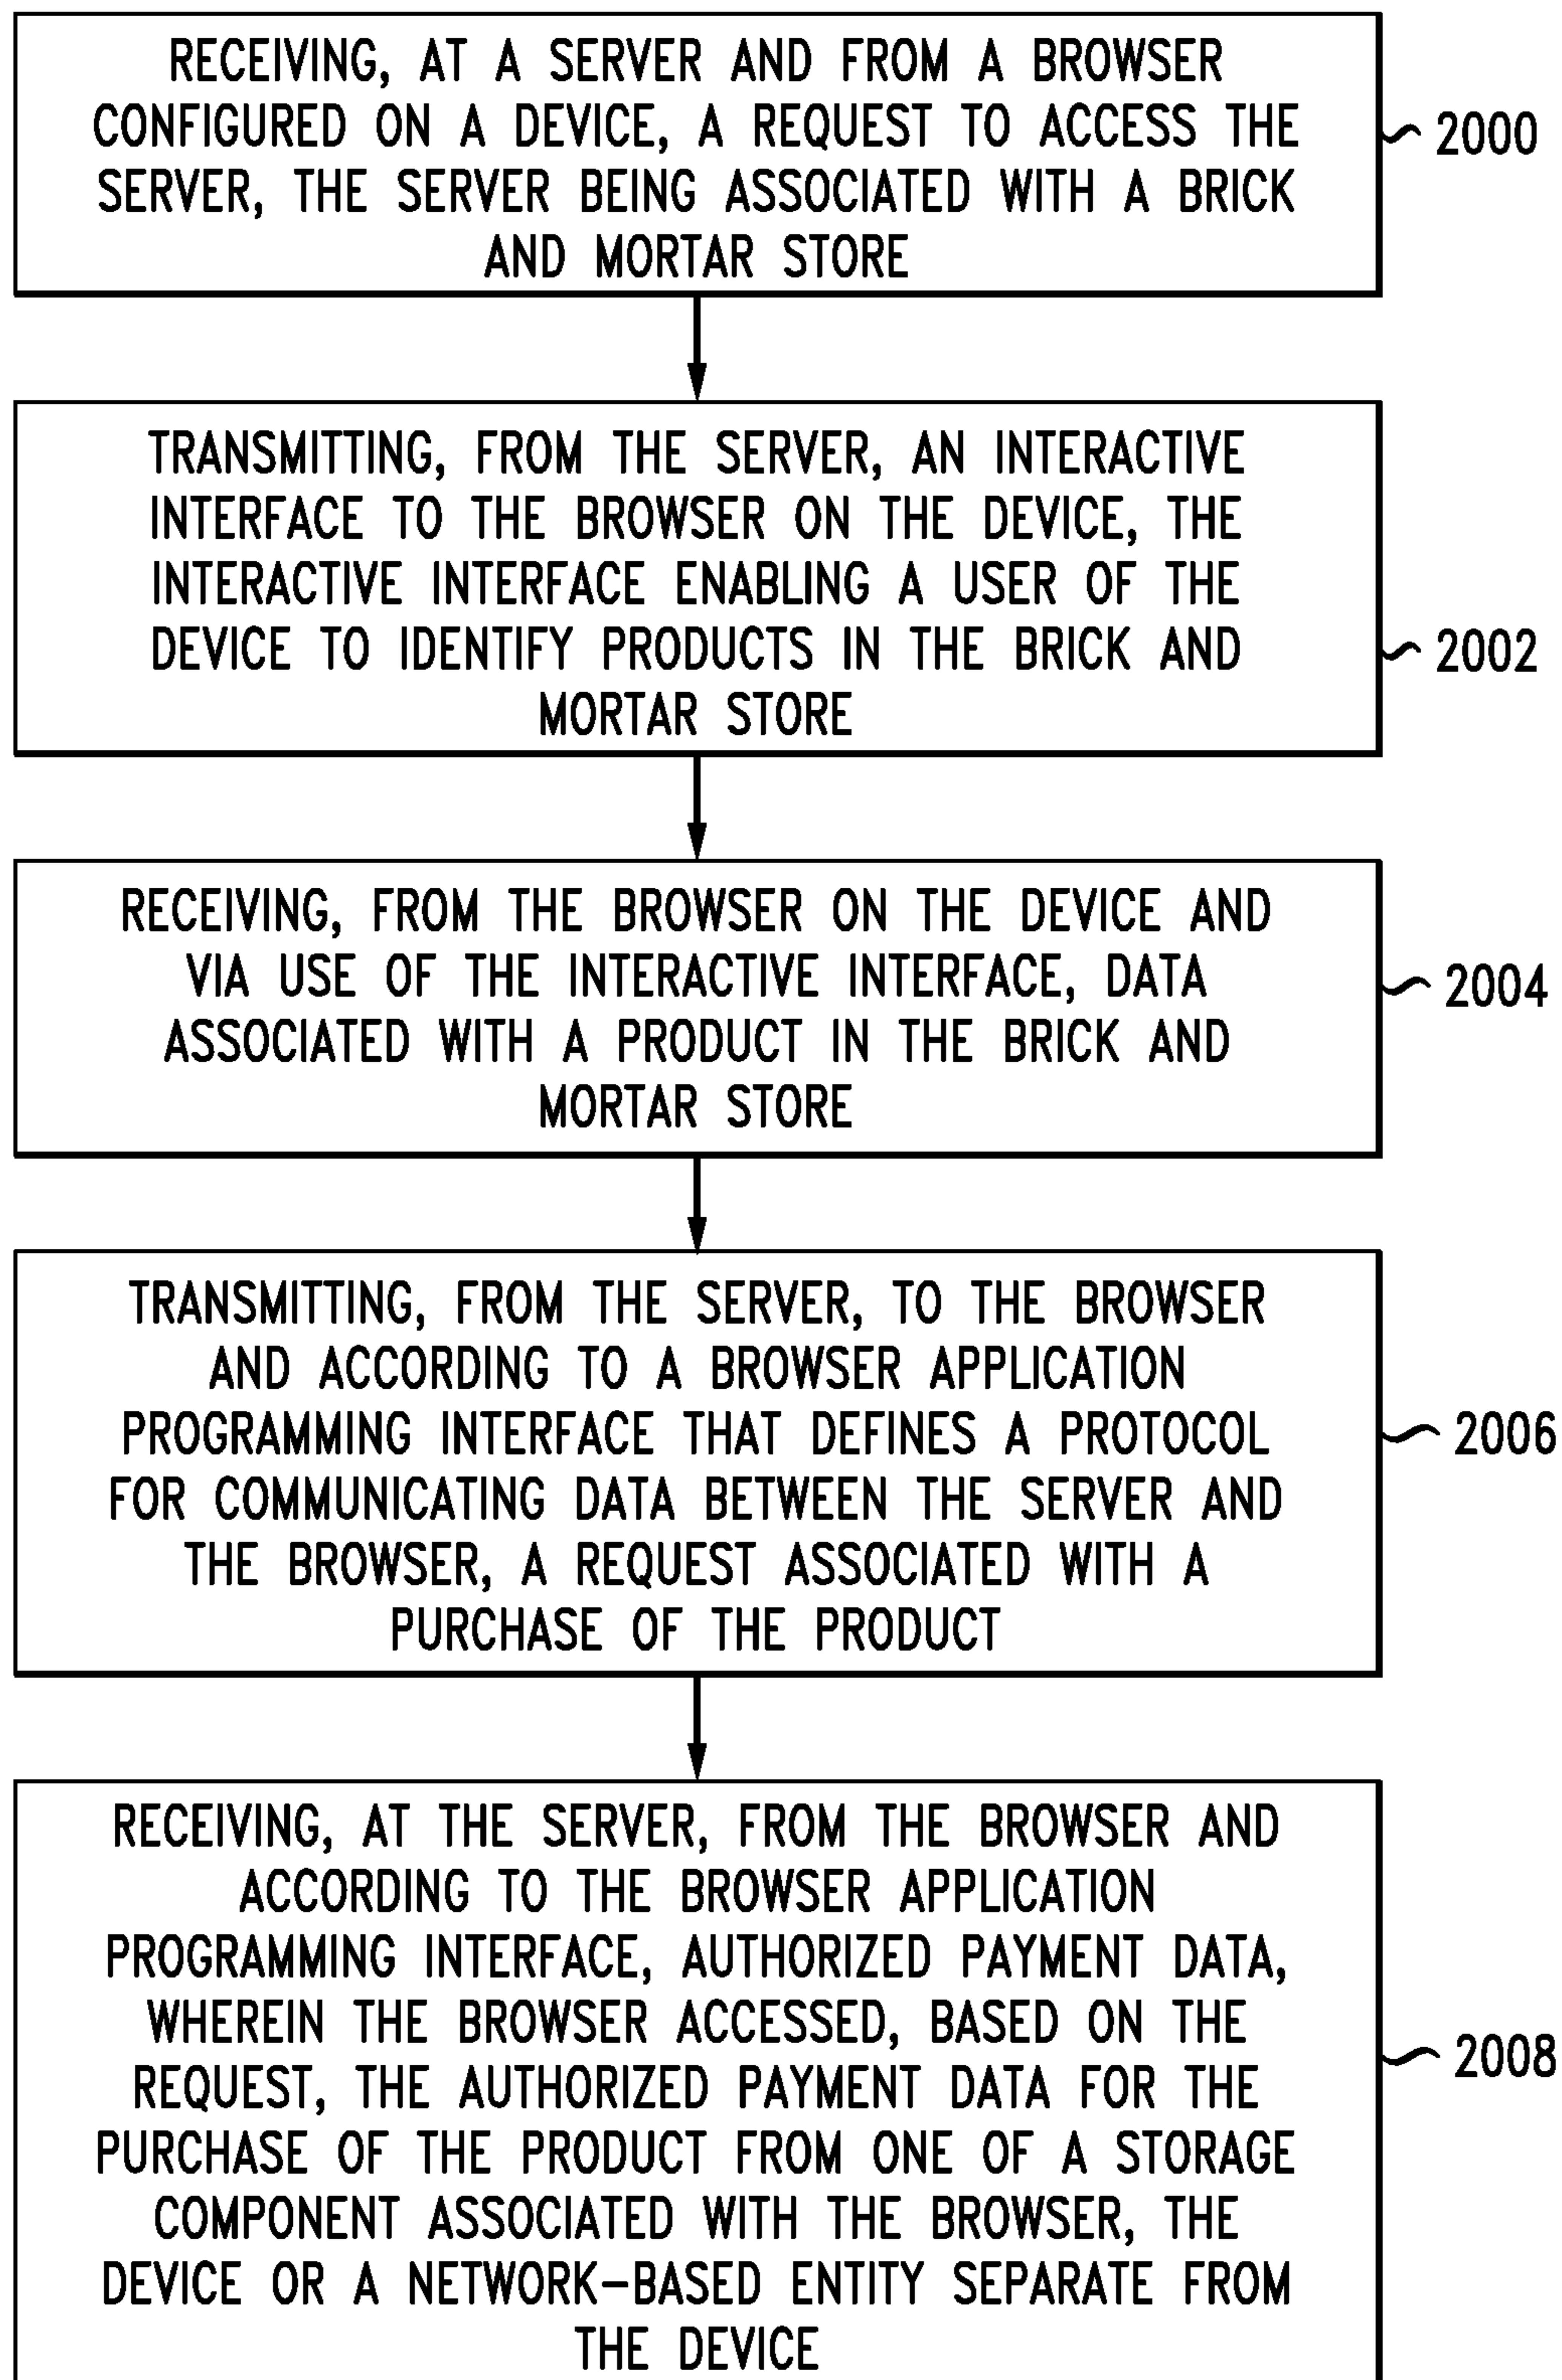 RECEIVING, AT A SERVER AND FROM A BROWSER
CONFIGURED ON A DEVICE, A REQUEST TO ACCESS THE
SERVER, THE SERVER BEING ASSOCIATED WITH A BRICK
AND MORTAR STORE
2000
TRANSMITTING, FROM THE SERVER, AN INTERACTIVE
INTERFACE TO THE BROWSER ON THE DEVICE, THE
INTERACTIVE INTERFACE ENABLING A USER OF THE
DEVICE TO IDENTIFY PRODUCTS IN THE BRICK AND
MORTAR STORE
2002
RECEIVING, FROM THE BROWSER ON THE DEVICE AND
VIA USE OF THE INTERACTIVE INTERFACE, DATA
ASSOCIATED WITH A PRODUCT IN THE BRICK AND
MORTAR STORE
2004
TRANSMITTING, FROM THE SERVER, TO THE BROWSER
AND ACCORDING TO A BROWSER APPLICATION
PROGRAMMING INTERFACE THAT DEFINES A PROTOCOL
FOR COMMUNICATING DATA BETWEEN THE SERVER AND
THE BROWSER, A REQUEST ASSOCIATED WITH A
PURCHASE OF THE PRODUCT
2006
RECEIVING, AT THE SERVER, FROM THE BROWSER AND
ACCORDING TO THE BROWSER APPLICATION
PROGRAMMING INTERFACE, AUTHORIZED PAYMENT DATA,
WHEREIN THE BROWSER ACCESSED, BASED ON THE
REQUEST, THE AUTHORIZED PAYMENT DATA FOR THE
PURCHASE OF THE PRODUCT FROM ONE OF A STORAGE
COMPONENT ASSOCIATED WITH THE BROWSER, THE
DEVICE OR A NETWORK-BASED ENTITY SEPARATE FROM
THE DEVICE
2008